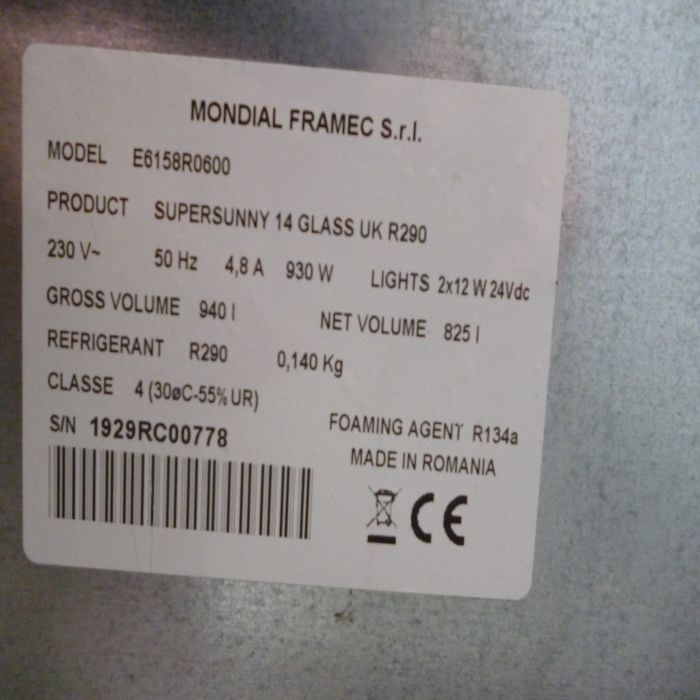 MONDIAL FRAMEC S.r.l.
MODEL E6158R0600
PRODUCT SUPERSUNNY 14 GLASS UK R290
230 V~ 50 Hz 4,8 A 930 W LIGHTS 2x12 W 24Vdc
GROSS VOLUME 940 l NET VOLUME 825 l
REFRIGERANT R290 0,140 Kg
CLASSE 4 (30øC-55% UR)
S/N 1929RC00778
FOAMING AGENT R134a
MADE IN ROMANIA
CE